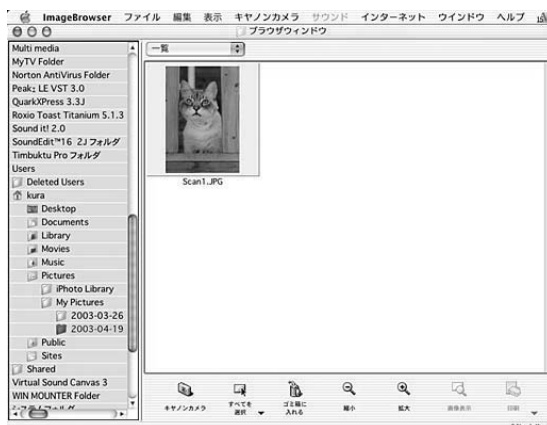 ImageBrowser ファイル 編集 表示 キヤノンカメラ サウンド インターネット ウインドウ ヘルプ
ブラウザウィンドウ
Multi media
MyTV Folder
Norton AntiVirus Folder
Peak: LE VST 3.0
QuarkXPress 3.3J
Roxio Toast Titanium 5.1.3
Sound it! 2.0
SoundEdit™16 2J フォルダ
Timbuktu Pro フォルダ
Users
Deleted Users
kura
Desktop
Documents
Library
Movies
Music
Pictures
iPhoto Library
My Pictures
2003-03-26
2003-04-19
Public
Sites
Shared
Virtual Sound Canvas 3
WIN MOUNTER Folder
一覧
Scan1.JPG
キヤノンカメラ
すべてを
選択
ゴミ箱に
入れる
縮小
拡大
画像表示
印刷